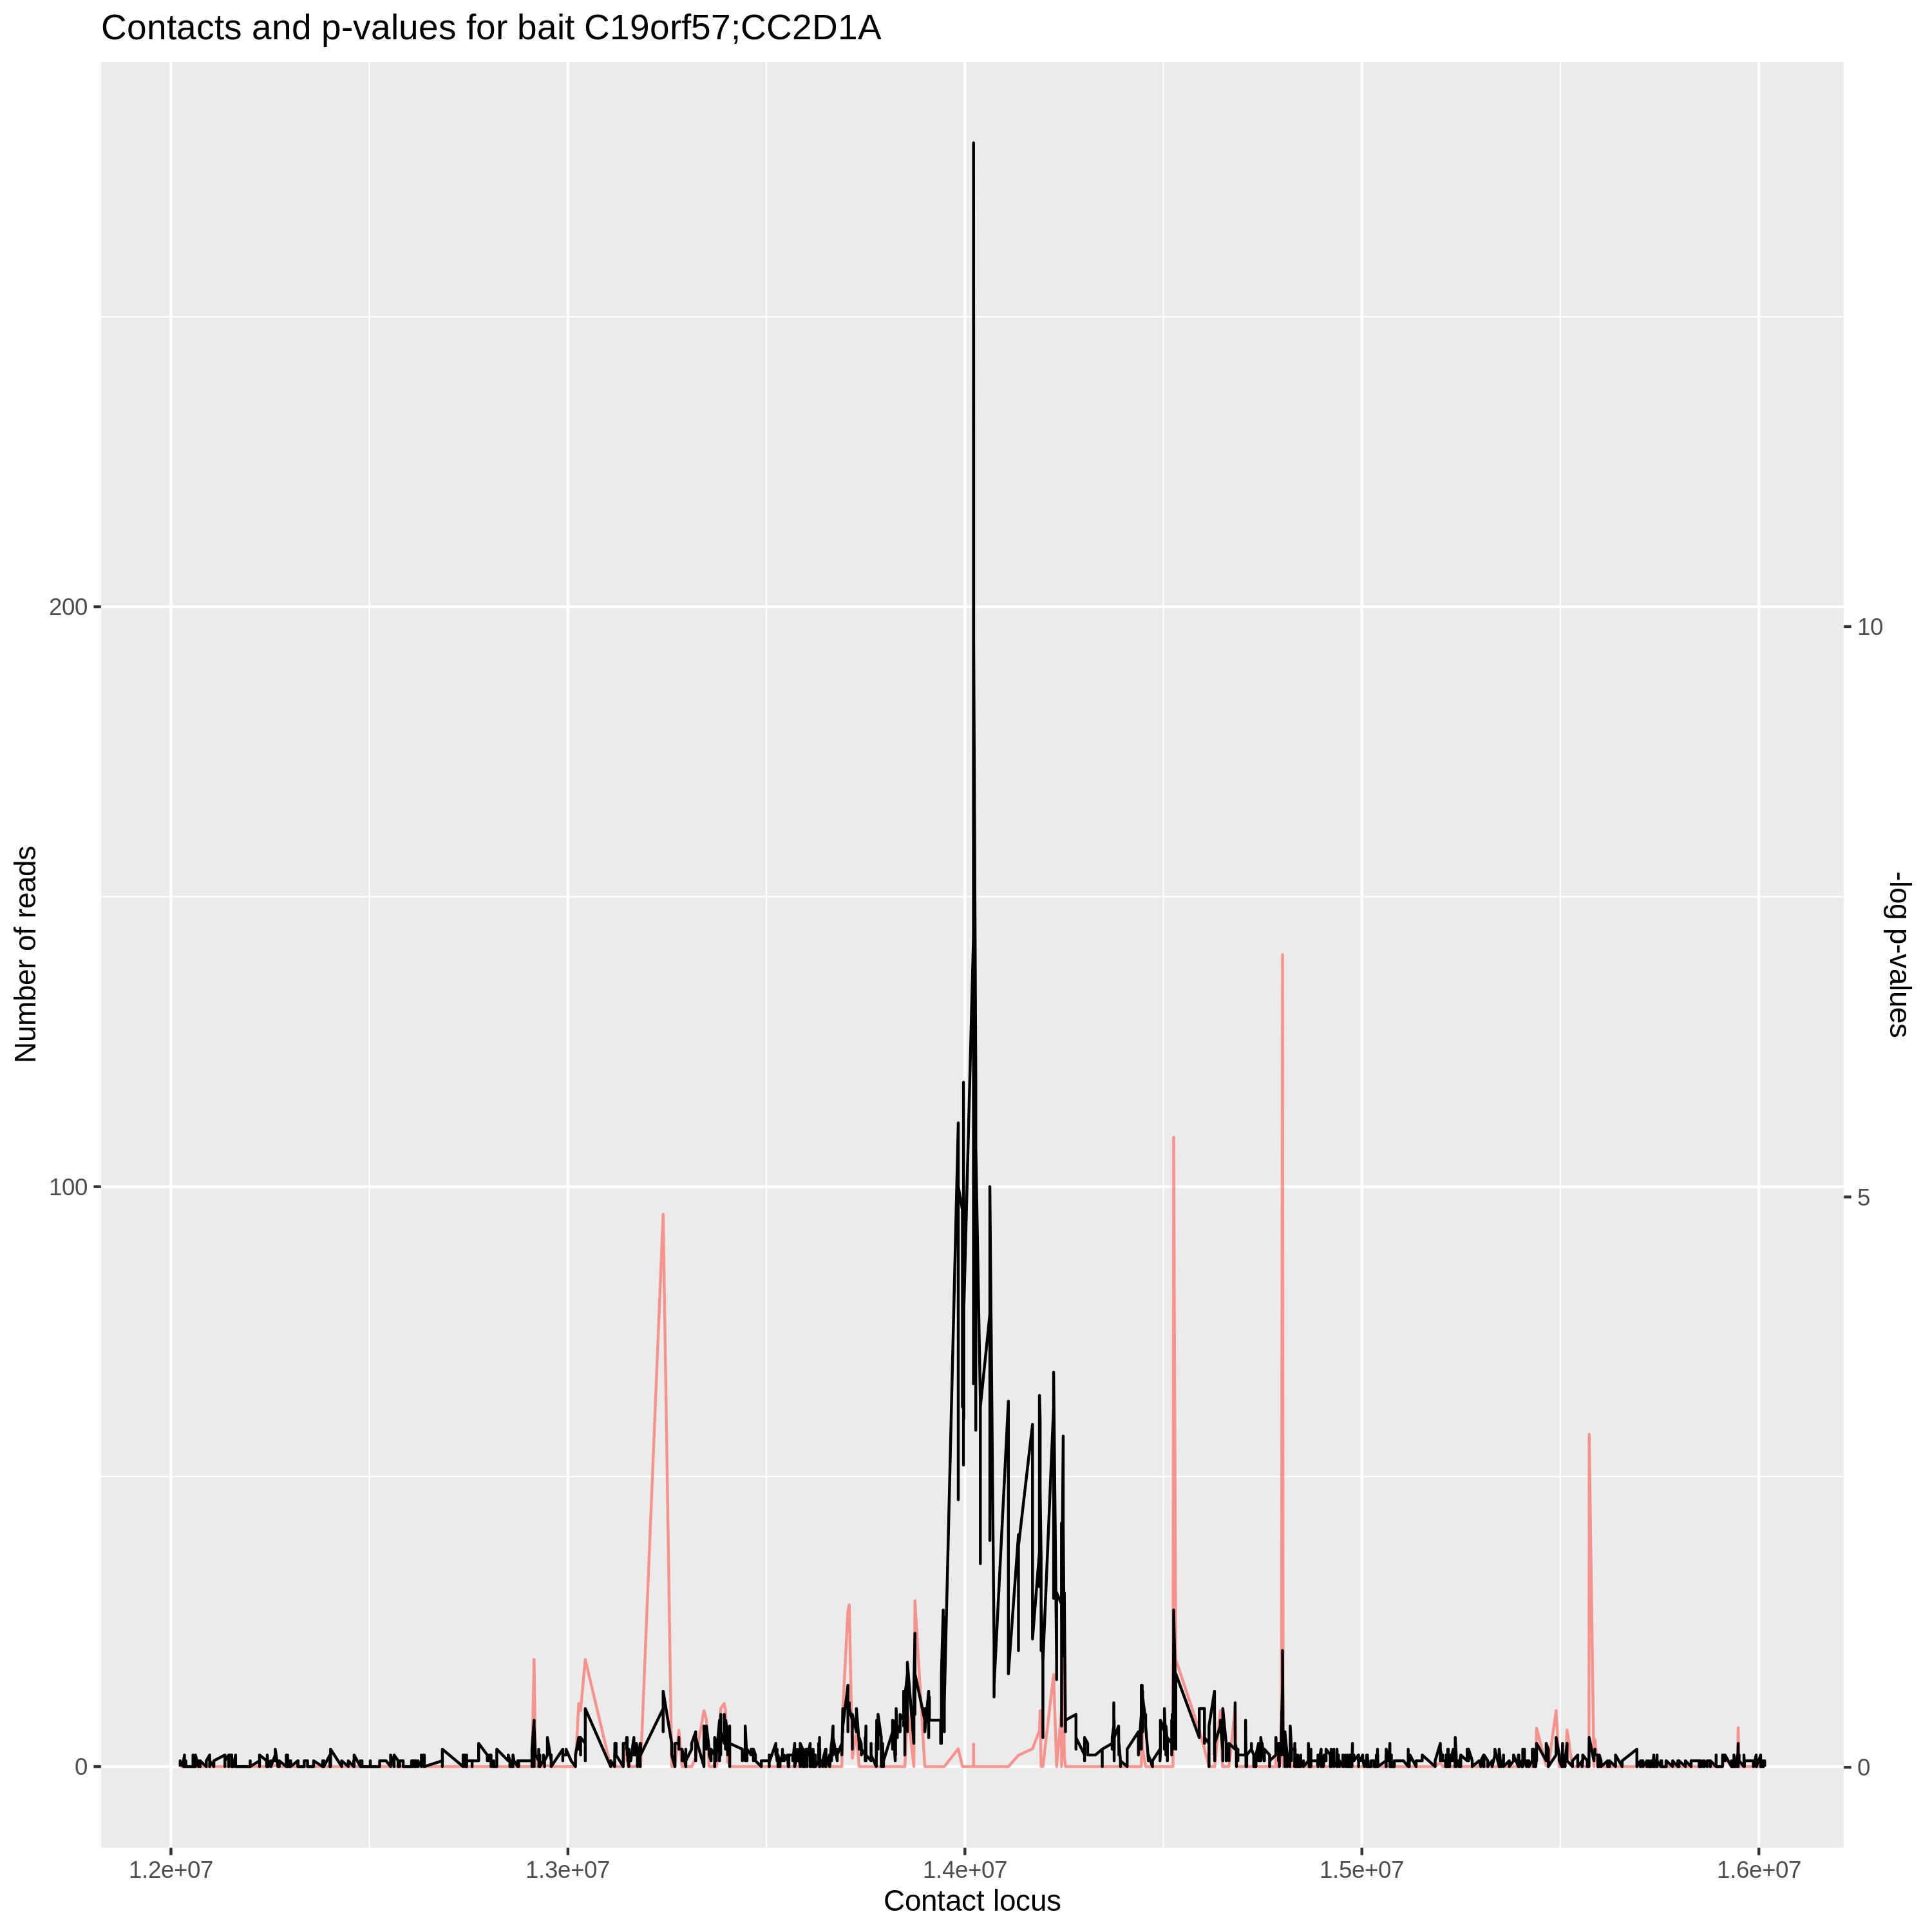 Contacts and p-values for bait C19orf57;CC2D1A
Number of reads
200
100
0
10
5
0
-log p-values
1.2e+07
1.3e+07
1.4e+07
1.5e+07
1.6e+07
Contact locus